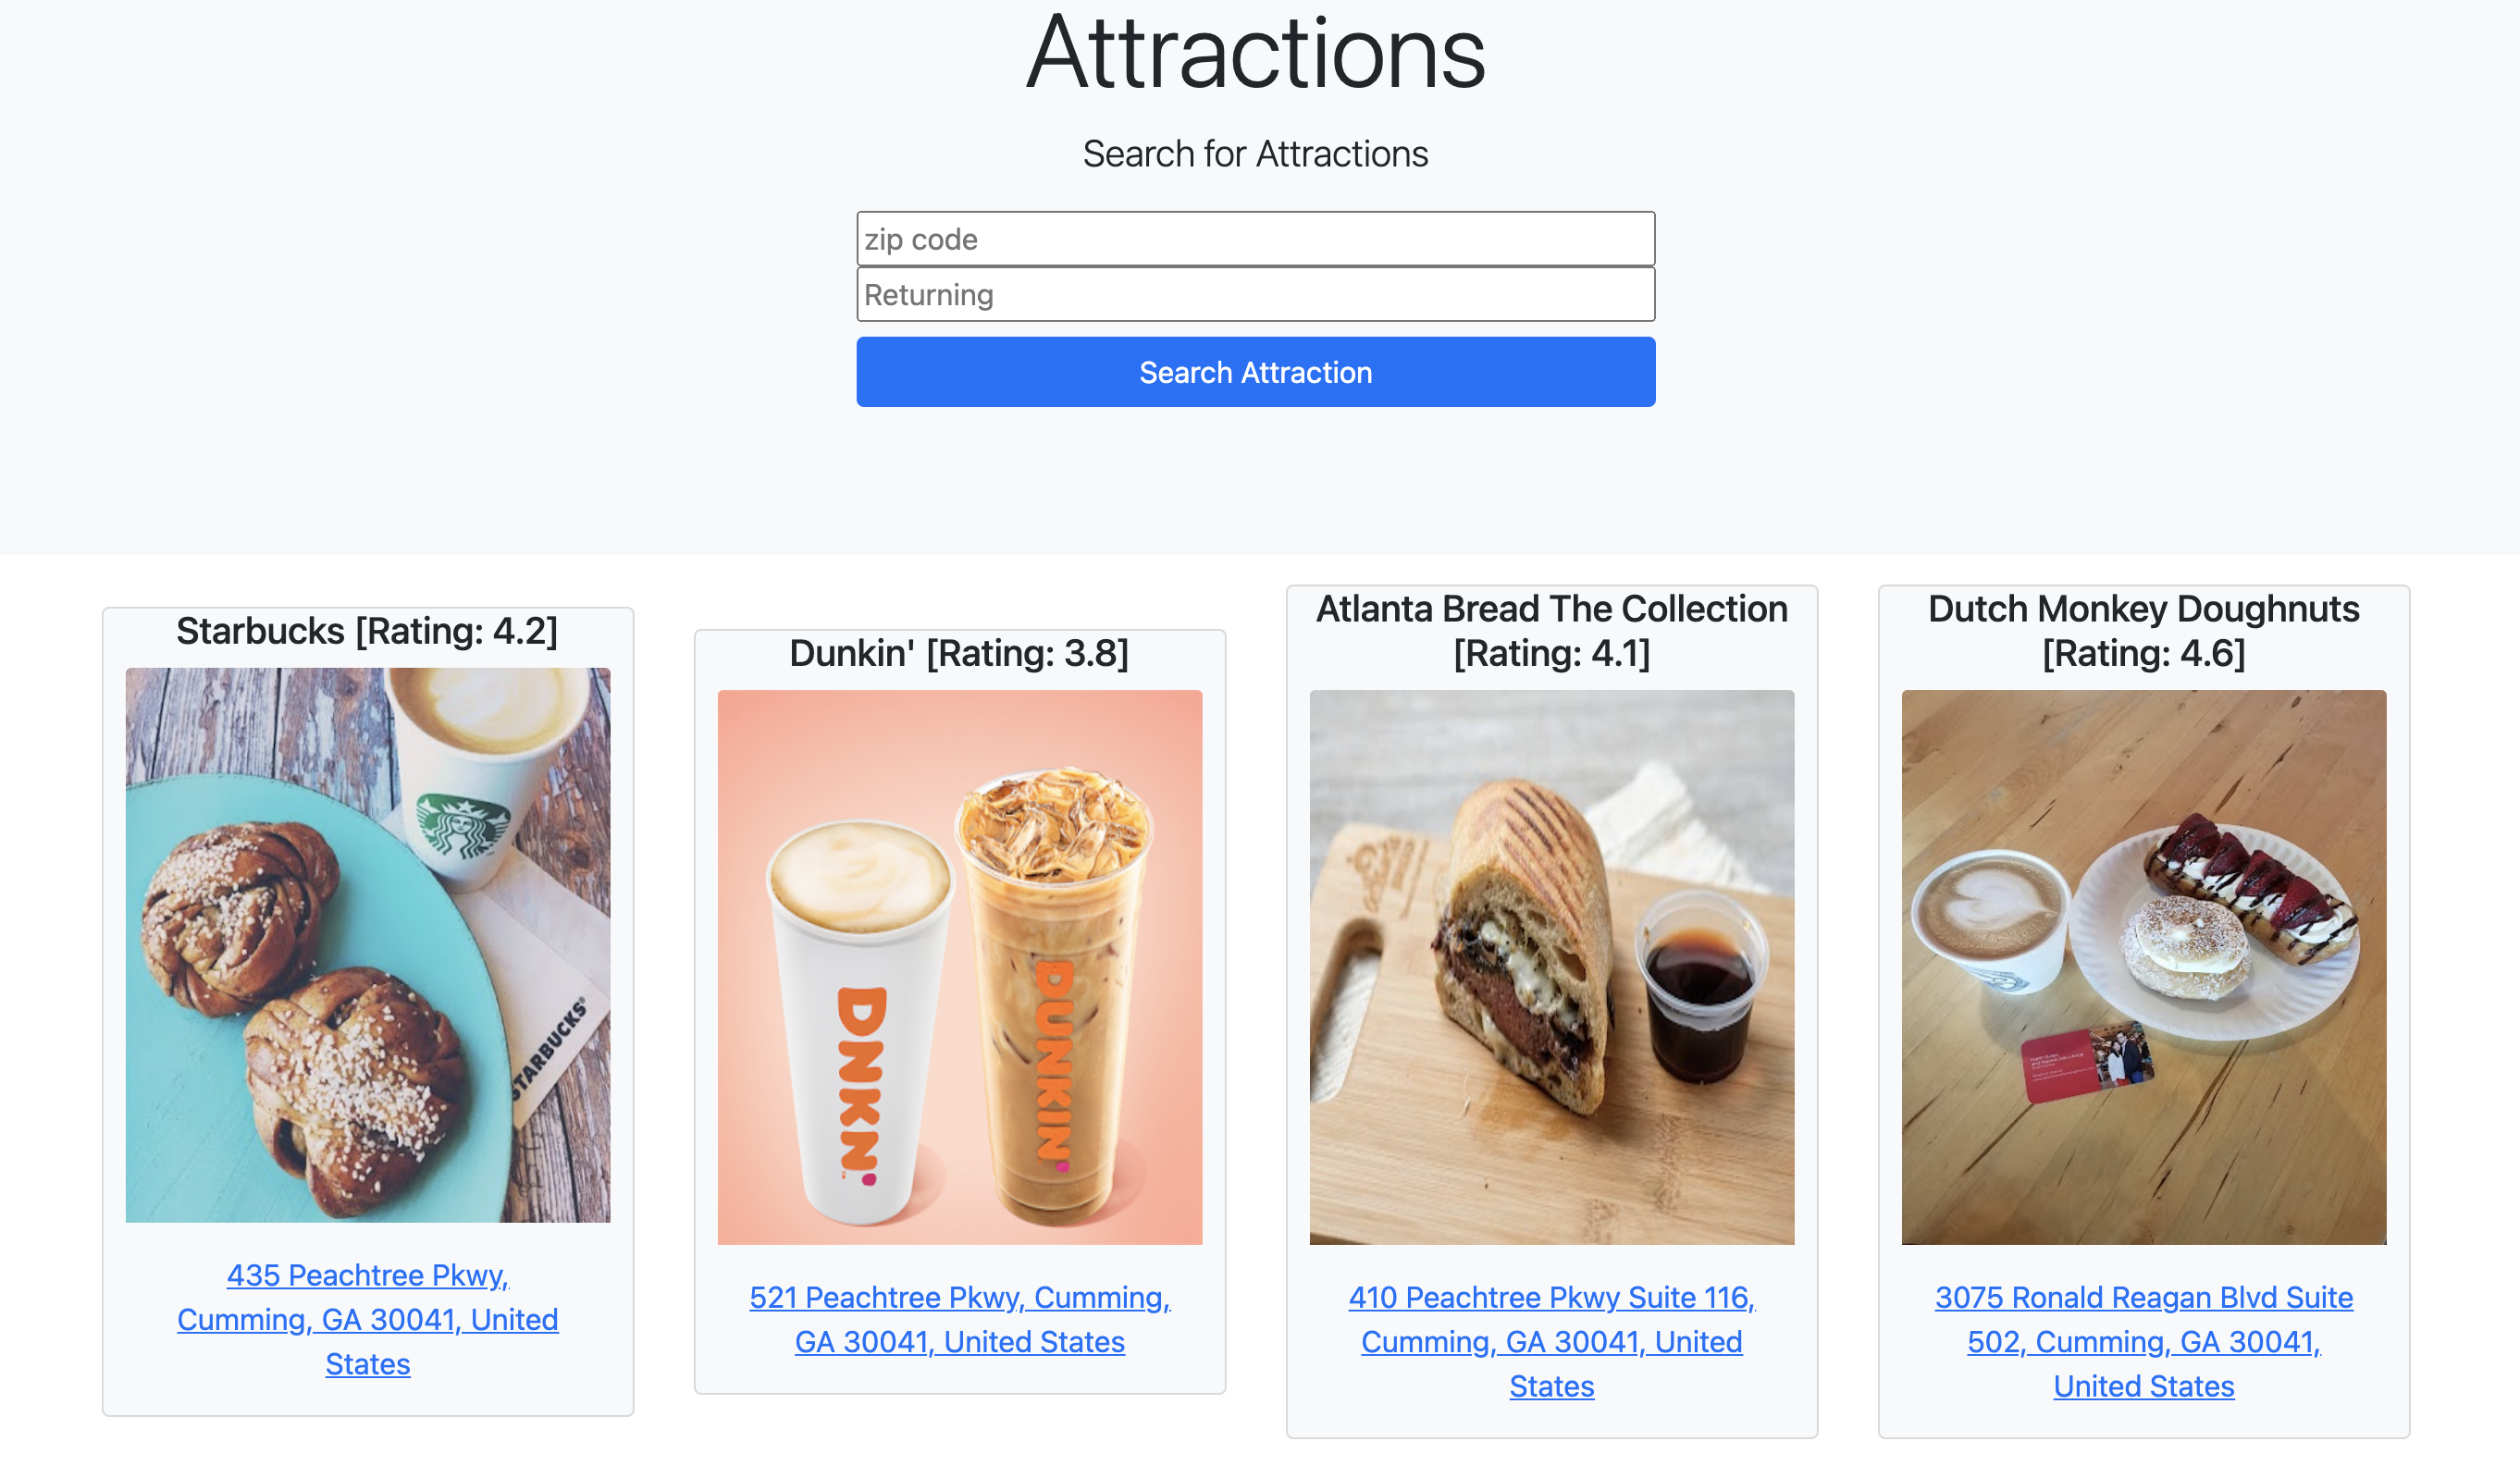 Attractions
Search for Attractions
zip code
Returning
Search Attraction
Starbucks [Rating: 4.2]
STARBUCKS®
435 Peachtree Pkwy,
Cumming, GA 30041, United
States
Dunkin' [Rating: 3.8]
DNKN'
DUNKIN'
521 Peachtree Pkwy, Cumming,
GA 30041, United States
Atlanta Bread The Collection
[Rating: 4.1]
410 Peachtree Pkwy Suite 116,
Cumming, GA 30041, United
States
Dutch Monkey Doughnuts
[Rating: 4.6]
3075 Ronald Reagan Blvd Suite
502, Cumming, GA 30041,
United States